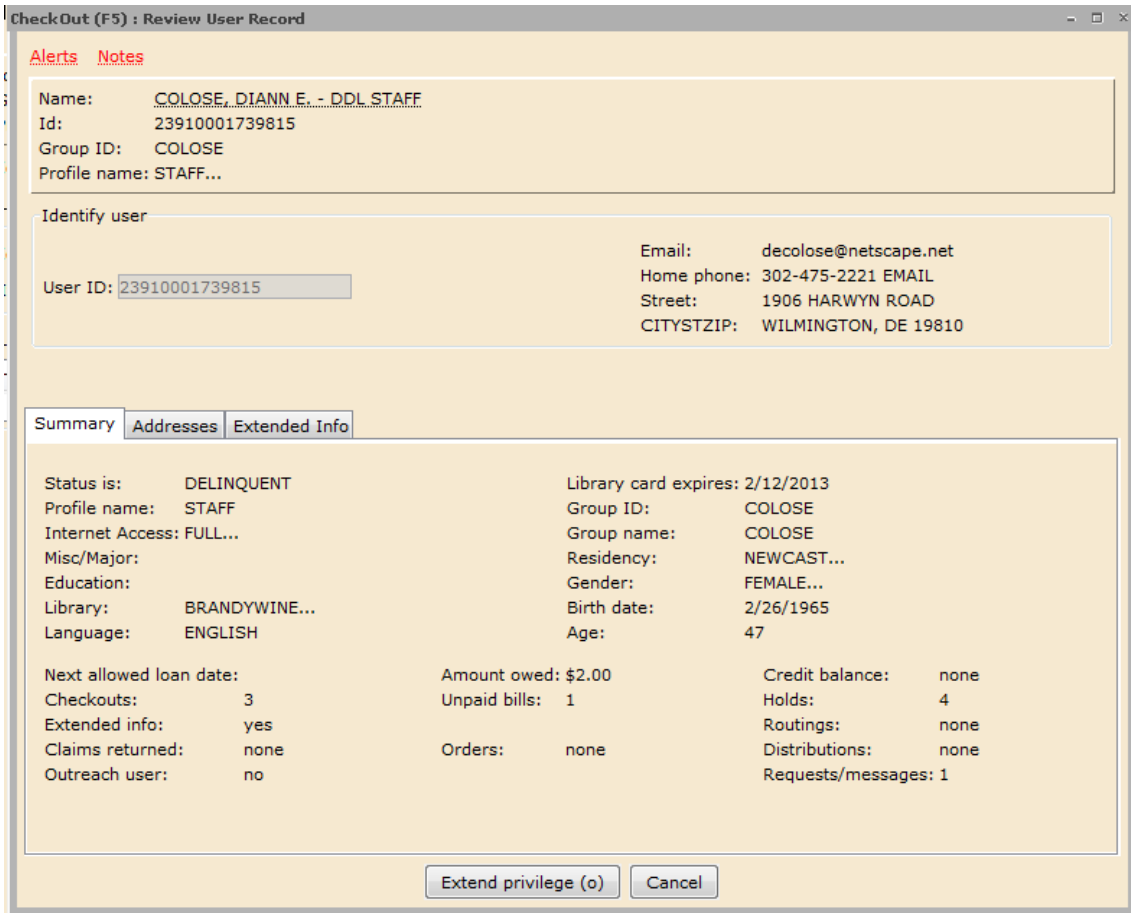 CheckOut (F5) : Review User Record
Alerts Notes
Name: COLOSE, DIANN E. - DDL STAFF
Id: 23910001739815
Group ID: COLOSE
Profile name: STAFF...
Identify user
User ID: 23910001739815
Email: decolose@netscape.net
Home phone: 302-475-2221 EMAIL
Street: 1906 HARWYN ROAD
CITYSTZIP: WILMINGTON, DE 19810
Summary Addresses Extended Info
Status is: DELINQUENT Library card expires: 2/12/2013
Profile name: STAFF Group ID: COLOSE
Internet Access: FULL... Group name: COLOSE
Misc/Major: Residency: NEWCAST...
Education: Gender: FEMALE...
Library: BRANDYWINE... Birth date: 2/26/1965
Language: ENGLISH Age: 47
Next allowed loan date: Amount owed: $2.00 Credit balance: none
Checkouts: 3 Unpaid bills: 1 Holds: 4
Extended info: yes Routings: none
Claims returned: none Orders: none Distributions: none
Outreach user: no Requests/messages: 1
Extend privilege (o) Cancel